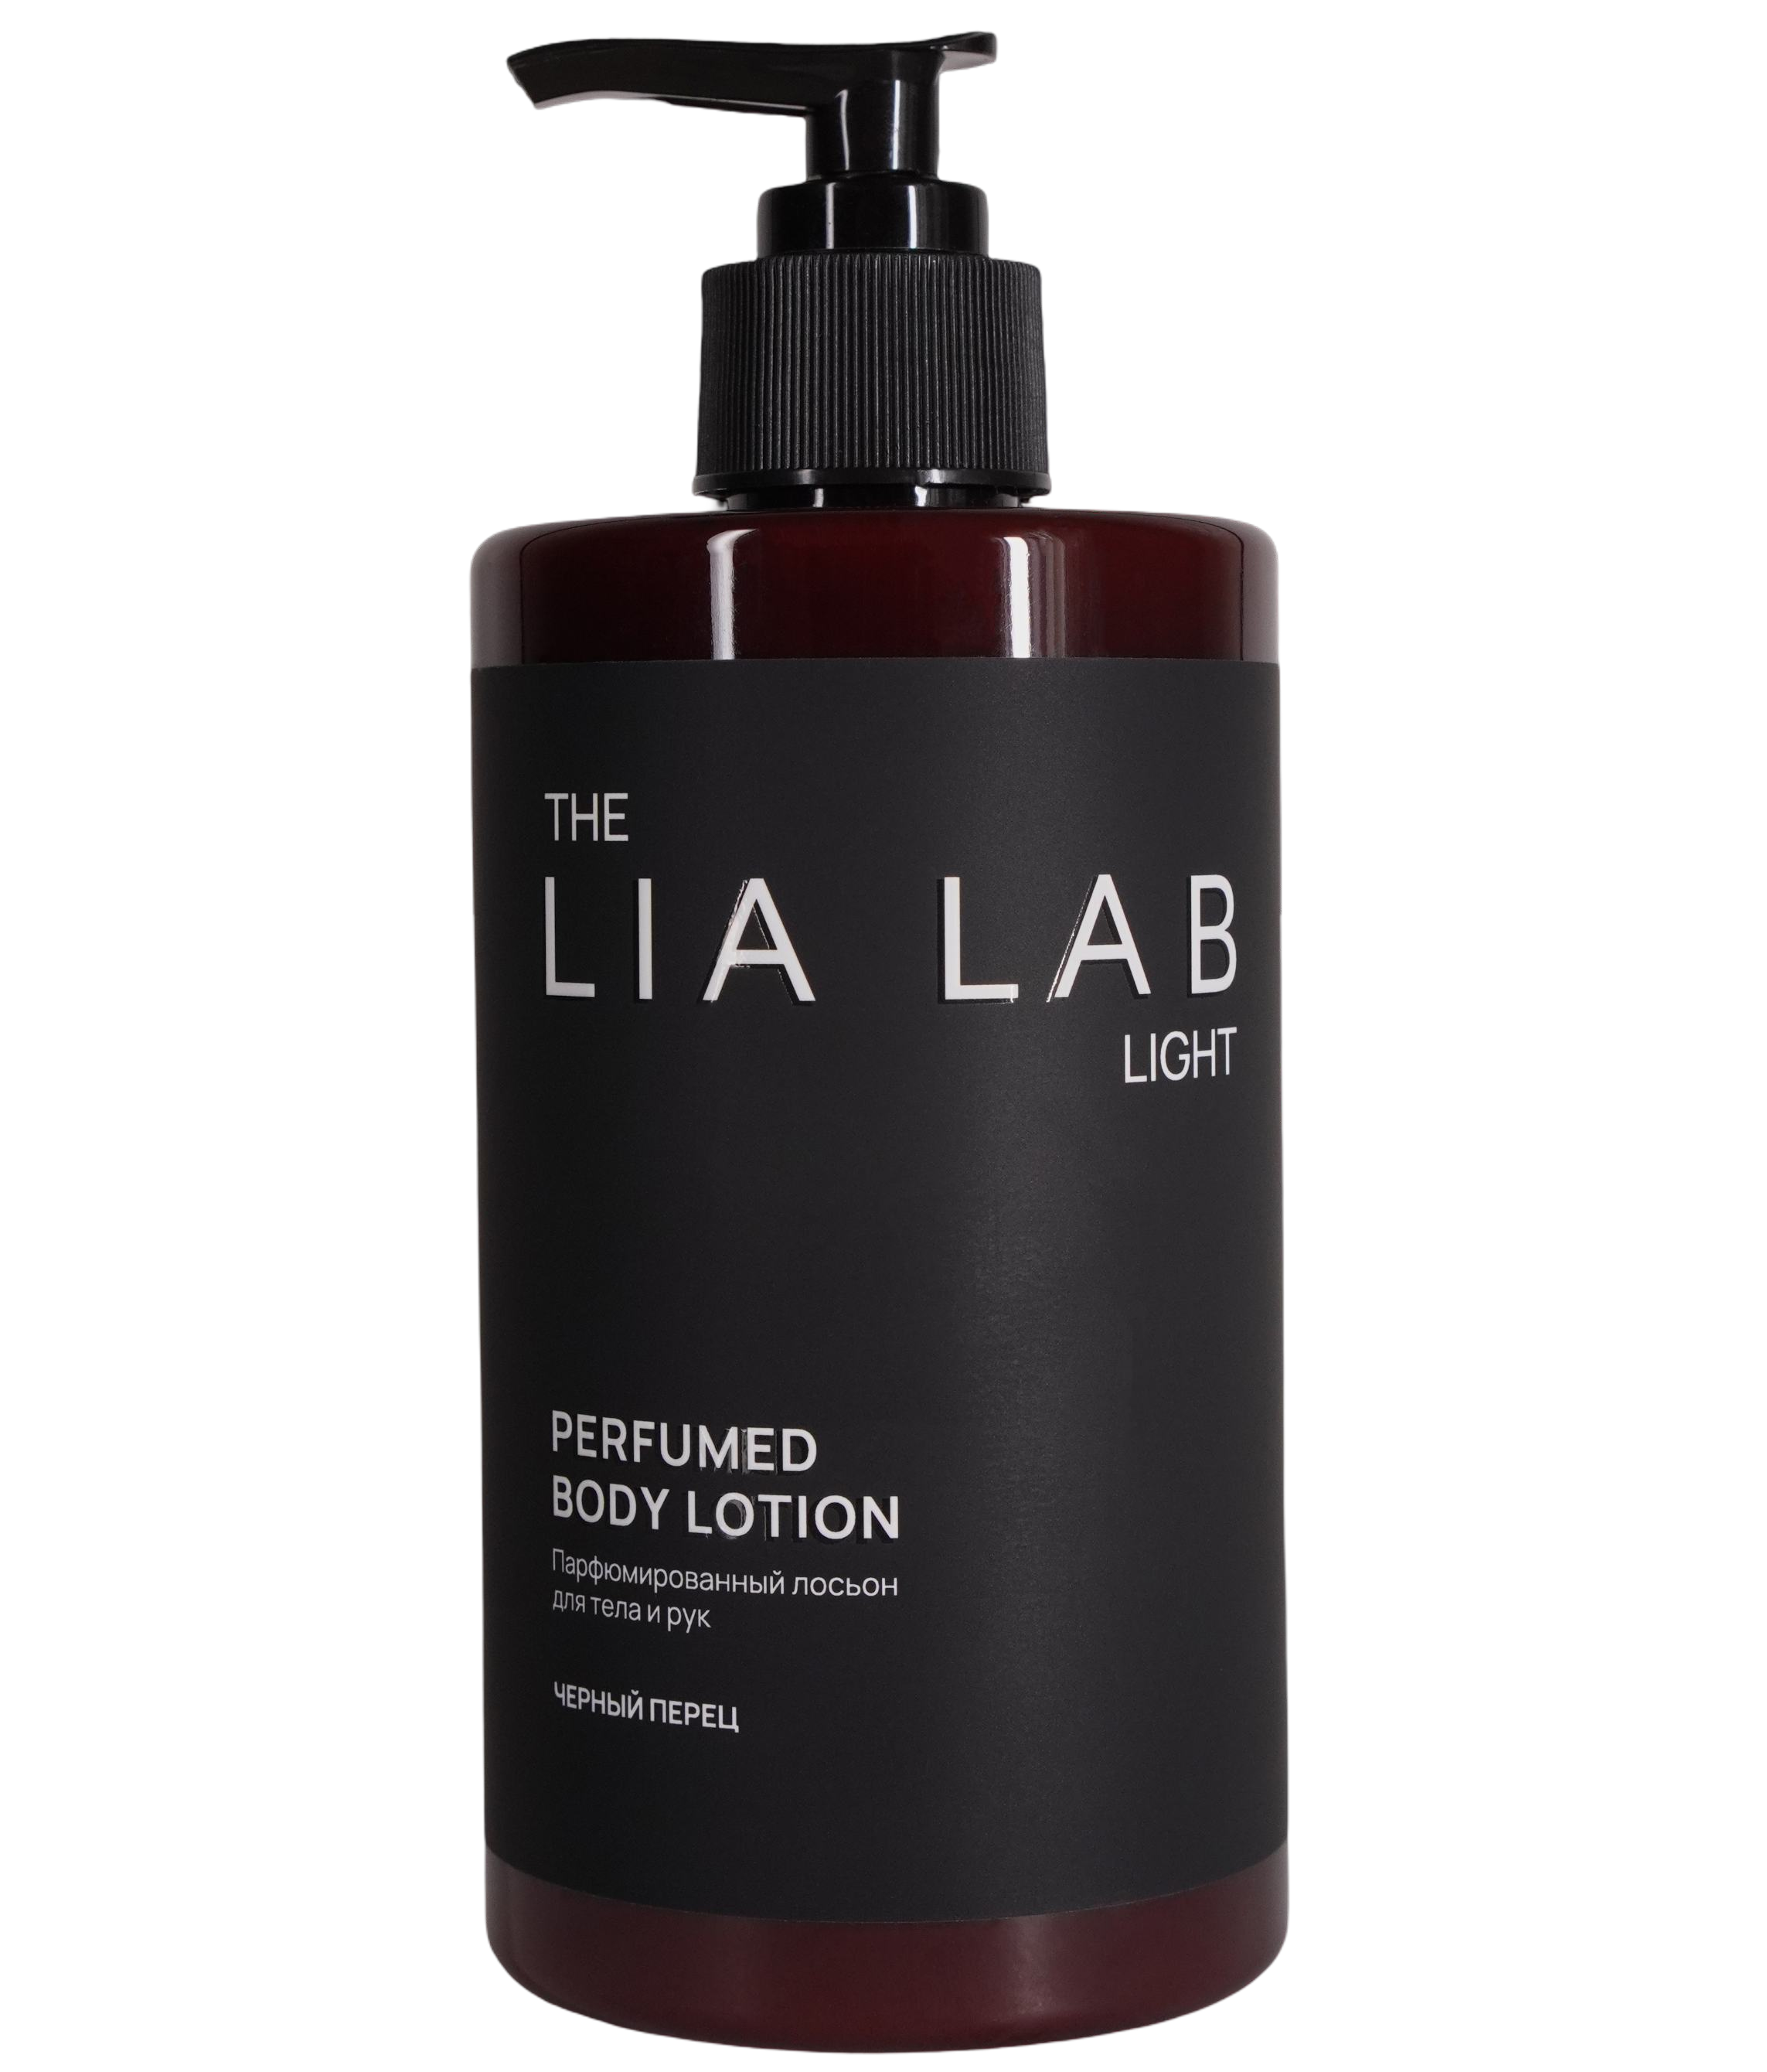 THE
LIA LAB
LIGHT
PERFUMED
BODY LOTION
Парфюмированный лосьон
для тела и рук
ЧЕРНЫЙ ПЕРЕЦ